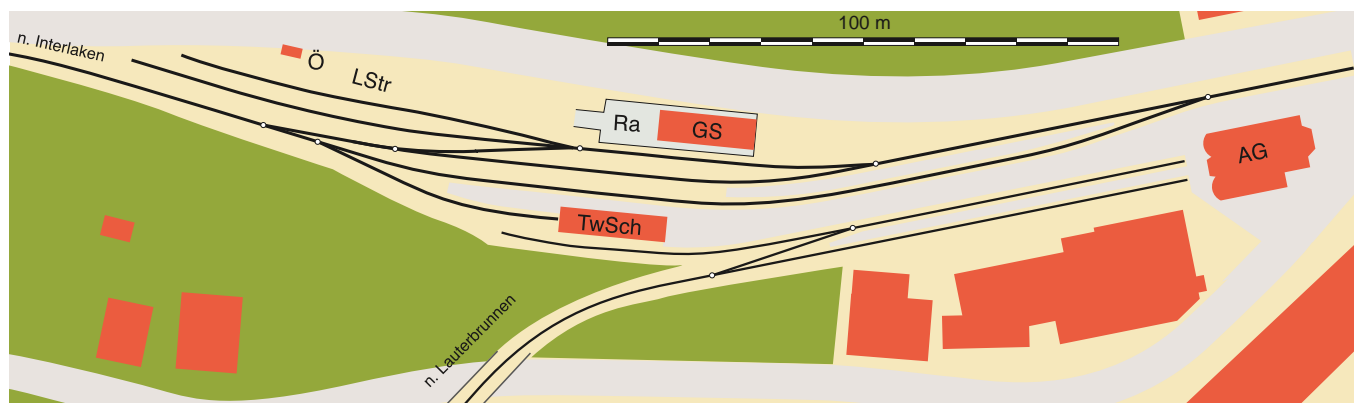 100 m
n. Interlaken
Ö
LStr
Ra
GS
AG
TwSch
n. Lauterbrunnen